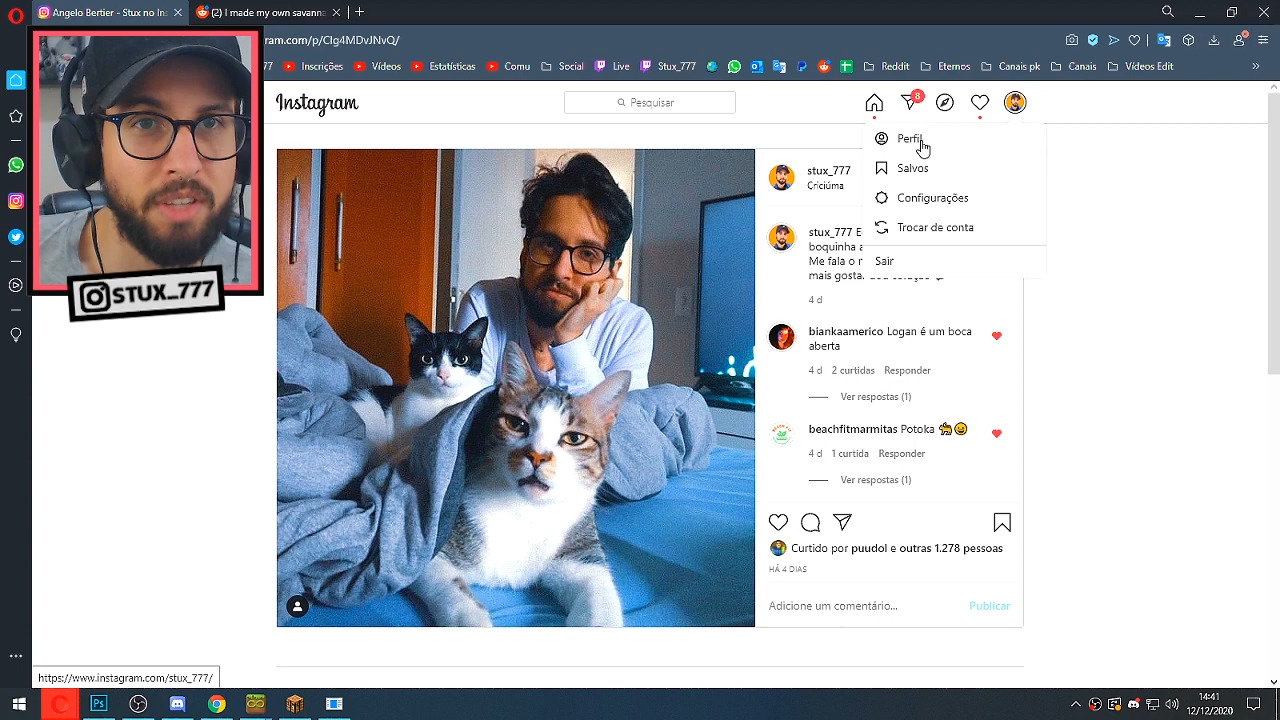 Angelo Bertier - Stux no Ins
(2) I made my own savann
gram.com/p/CIg4MDvJNvQ/
77
Inscrições
Vídeos
Estatísticas
Comu
Social
Live
Stux_777
Reddit
Eternos
Canais pk
Canais
Vídeos Edit
Instagram
Pesquisar
8
Perfil
Salvos
Configurações
Trocar de conta
Sair
STUX_777
stux_777
Criciúma
stux_777
boquinha a
Me fala o
mais gosta
4 d
biankaamerico Logan é um boca
aberta
4 d 2 curtidas Responder
Ver respostas (1)
beachfitmarmitas Potoka 🐈😄
4 d 1 curtida Responder
Ver respostas (1)
Curtido por puudol e outras 1.278 pessoas
HÁ 4 DIAS
Adicione um comentário...
Publicar
https://www.instagram.com/stux_777/
Ps
14:41
12/12/2020